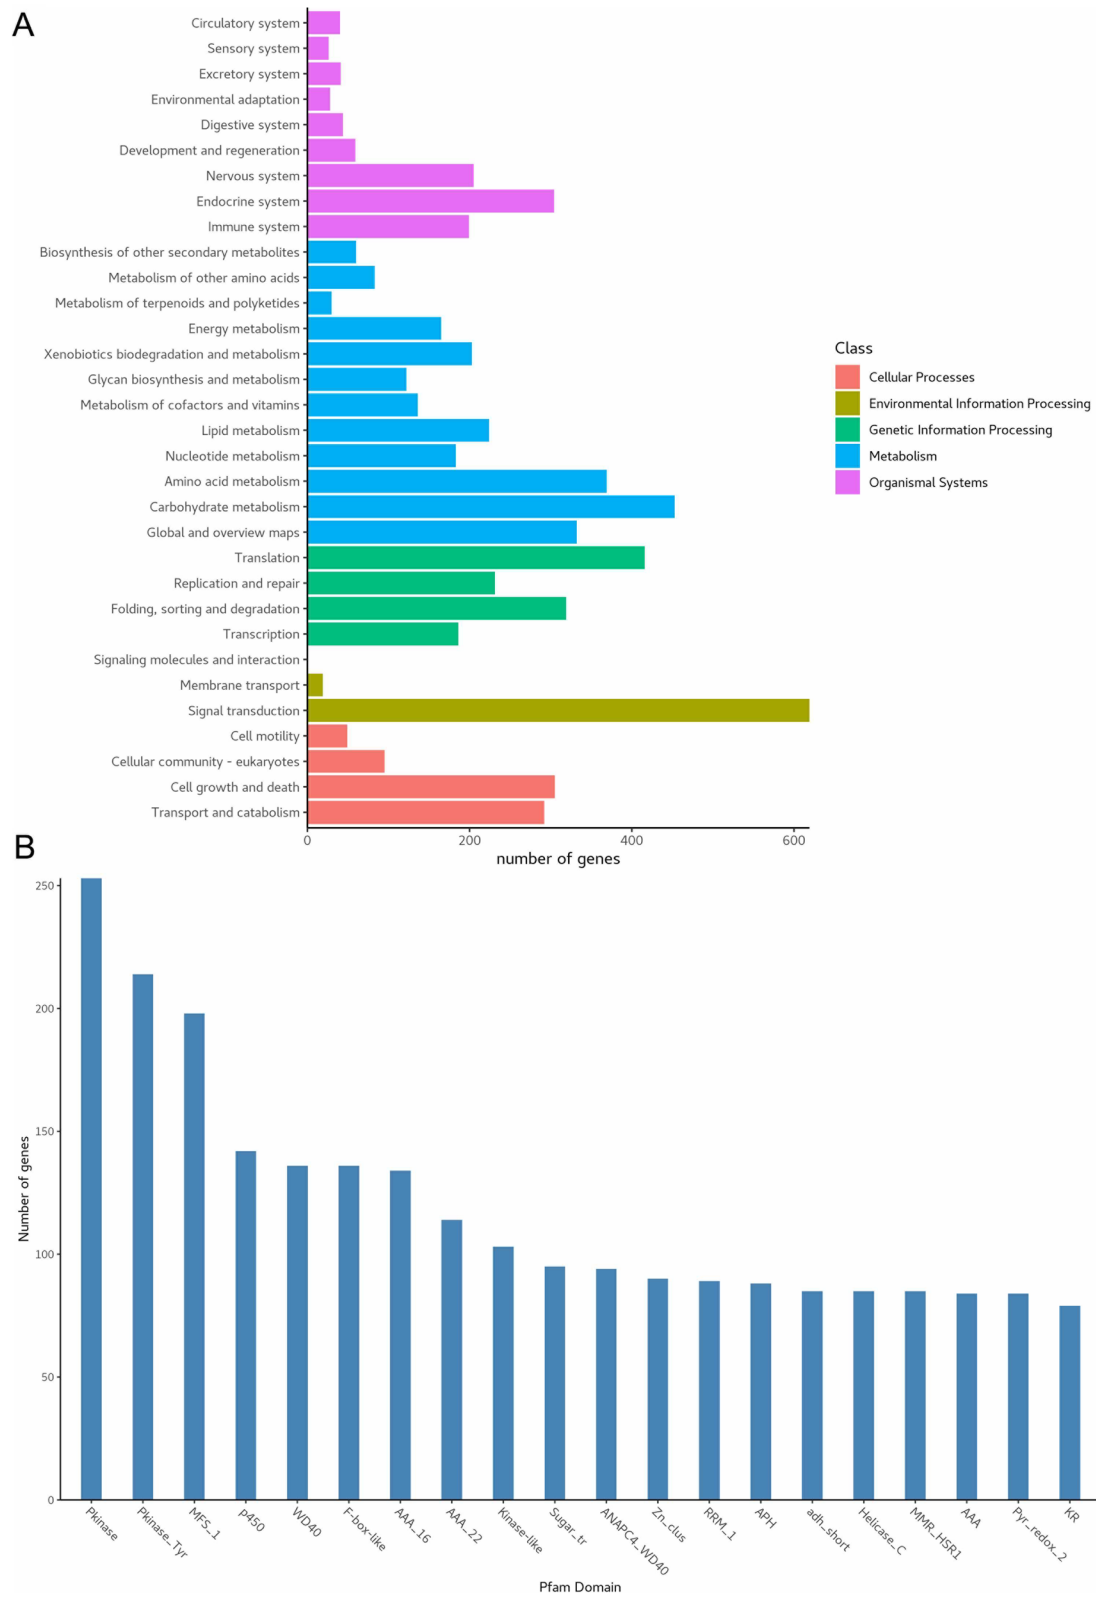 A
Circulatory system
Sensory system
Excretory system
Environmental adaptation
Digestive system
Development and regeneration
Nervous system
Endocrine system
Immune system
Biosynthesis of other secondary metabolites
Metabolism of other amino acids
Metabolism of terpenoids and polyketides
Energy metabolism
Xenobiotics biodegradation and metabolism
Glycan biosynthesis and metabolism
Metabolism of cofactors and vitamins
Lipid metabolism
Nucleotide metabolism
Amino acid metabolism
Carbohydrate metabolism
Global and overview maps
Translation
Replication and repair
Folding, sorting and degradation
Transcription
Signaling molecules and interaction
Membrane transport
Signal transduction
Cell motility
Cellular community - eukaryotes
Cell growth and death
Transport and catabolism
0 200 400 600
number of genes
Class
Cellular Processes
Environmental Information Processing
Genetic Information Processing
Metabolism
Organismal Systems
B
250
200
150
100
50
0
Number of genes
Pkinase
Pkinase_Tyr
MFS_1
p450
WD40
F-box-like
AAA_16
AAA_22
Kinase-like
Sugar_tr
ANAPC4_WD40
Zn_clus
RRM_1
APH
adh_short
Helicase_C
MMR_HSR1
AAA
Pyr_redox_2
KR
Pfam Domain